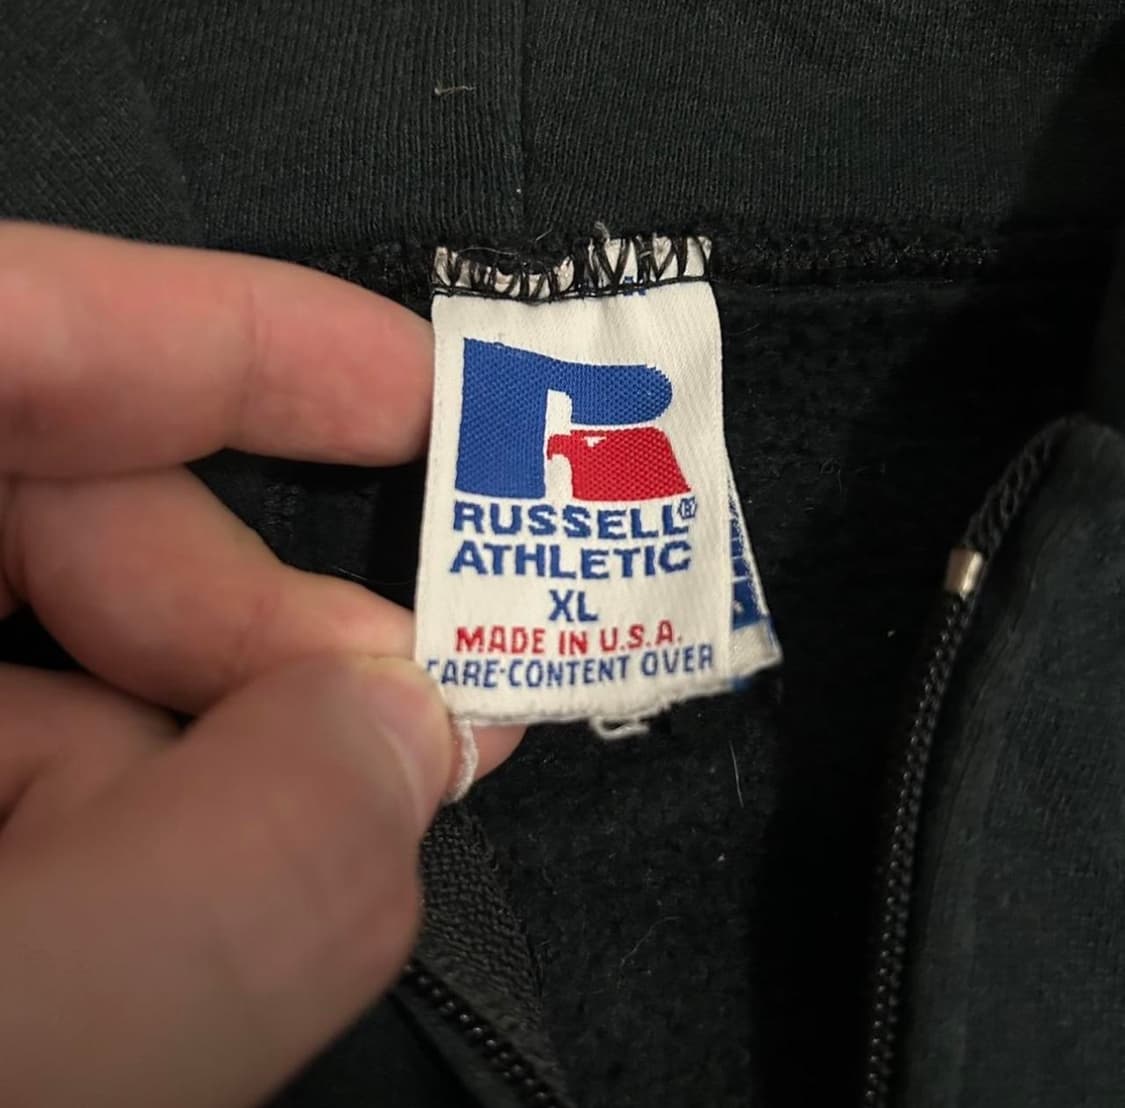 RUSSELL®
ATHLETIC
XL
MADE IN U.S.A.
CARE·CONTENT OVER